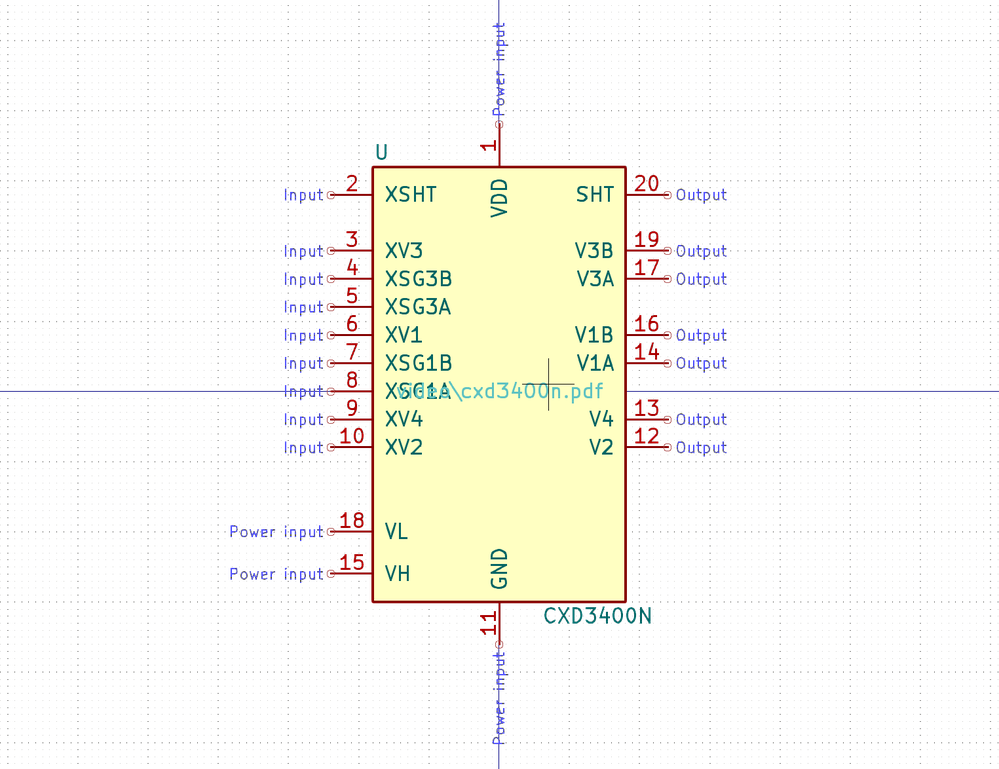 Power input
1
U
VDD
Input 2 XSHT SHT 20 Output
Input 3 XV3 V3B 19 Output
Input 4 XSG3B V3A 17 Output
Input 5 XSG3A
Input 6 XV1 V1B 16 Output
Input 7 XSG1B V1A 14 Output
Input 8 XSG1A video\cxd3400n.pdf
Input 9 XV4 V4 13 Output
Input 10 XV2 V2 12 Output
Power input 18 VL
Power input 15 VH
GND
CXD3400N
11
Power input